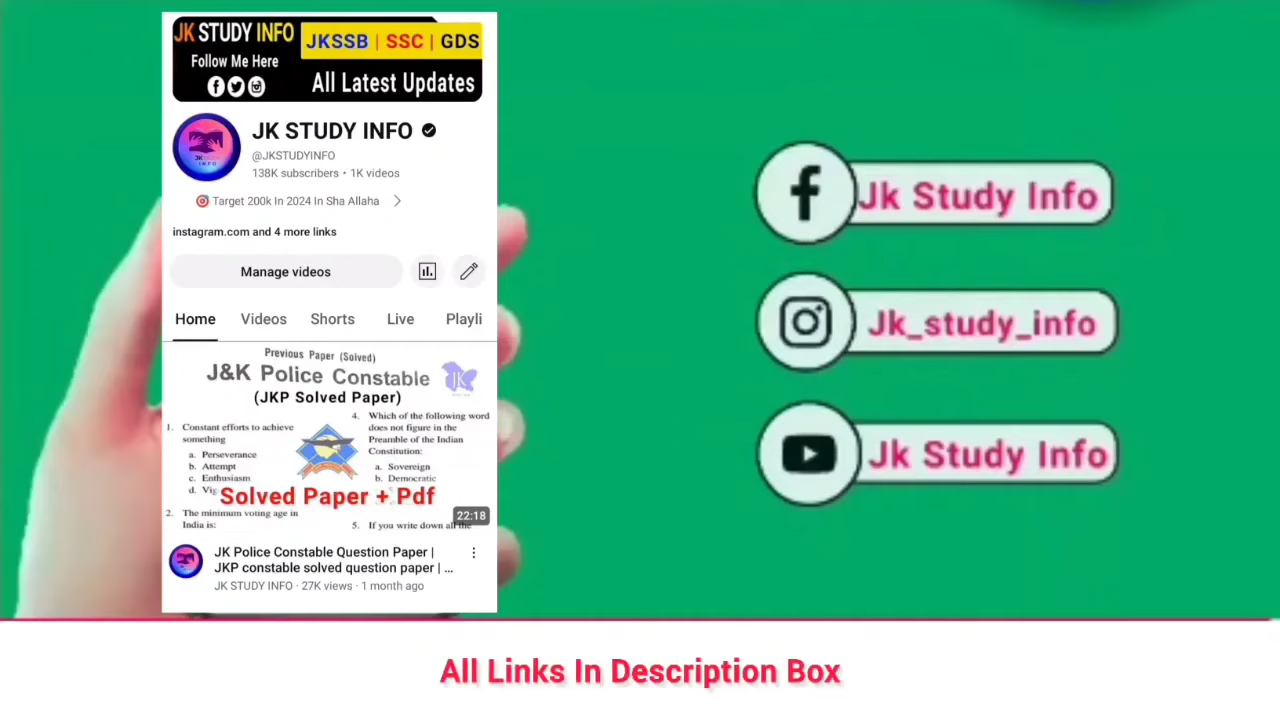 JK STUDY INFO
Follow Me Here
JKSSB | SSC | GDS
All Latest Updates
JK STUDY INFO
@JKSTUDYINFO
138K subscribers • 1K videos
Target 200k In 2024 In Sha Allaha
instagram.com and 4 more links
Manage videos
Home Videos Shorts Live Playli
Previous Paper (Solved)
J&K Police Constable
(JKP Solved Paper)
JK
1. Constant efforts to achieve
something
a. Perseverance
b. Attempt
c. Enthusiasm
d.
2. The minimum voting age in
India is:
4. Which of the following word
does not figure in the
Preamble of the Indian
Constitution:
a. Sovereign
b. Democratic
5. If you write down all the
Solved Paper + Pdf
22:18
JK Police Constable Question Paper |
JKP constable solved question paper | ...
JK STUDY INFO · 27K views · 1 month ago
Jk Study Info
Jk_study_info
Jk Study Info
All Links In Description Box